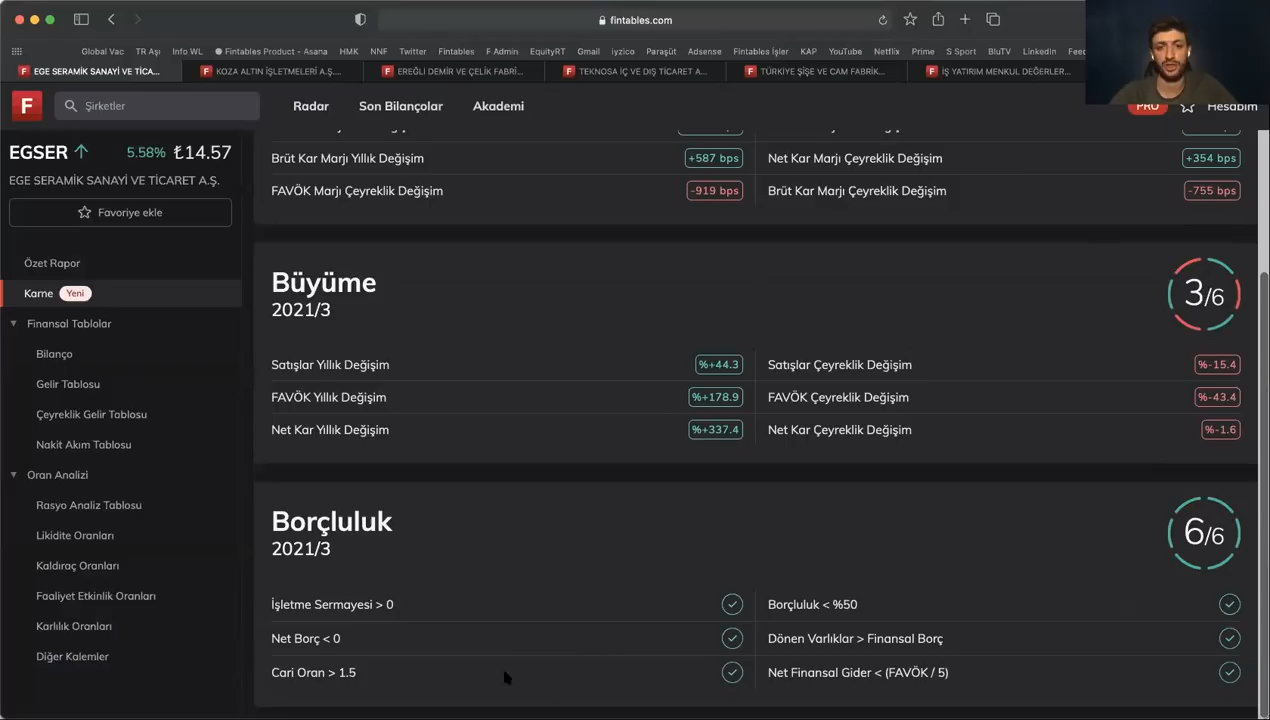 fintables.com
Global Vac TR Aşı Info WL Fintables Product - Asana HMK NNF Twitter Fintables F Admin EquityRT Gmail iyzico Paraşüt Adsense Fintables İşler KAP YouTube Netflix Prime S Sport BluTV Linkedin
EGE SERAMİK SANAYİ VE TİCA... KOZA ALTIN İŞLETMELERİ A.Ş.... EREĞLİ DEMİR VE ÇELİK FABRİ... TEKNOSA İÇ VE DIŞ TİCARET A... TÜRKİYE ŞİŞE VE CAM FABRİK... İŞ YATIRIM MENKUL DEĞERLER...
F Şirketler Radar Son Bilançolar Akademi PRO Hesabım
EGSER 5.58% ₺14.57
EGE SERAMİK SANAYİ VE TİCARET A.Ş.
Favoriye ekle
Özet Rapor
Karne Yeni
Finansal Tablolar
Bilanço
Gelir Tablosu
Çeyreklik Gelir Tablosu
Nakit Akım Tablosu
Oran Analizi
Rasyo Analiz Tablosu
Likidite Oranları
Kaldıraç Oranları
Faaliyet Etkinlik Oranları
Karlılık Oranları
Diğer Kalemler
Brüt Kar Marjı Yıllık Değişim +587 bps Net Kar Marjı Çeyreklik Değişim +354 bps
FAVÖK Marjı Çeyreklik Değişim -919 bps Brüt Kar Marjı Çeyreklik Değişim -755 bps
Büyüme
2021/3
3/6
Satışlar Yıllık Değişim %+44.3 Satışlar Çeyreklik Değişim %-15.4
FAVÖK Yıllık Değişim %+178.9 FAVÖK Çeyreklik Değişim %-43.4
Net Kar Yıllık Değişim %+337.4 Net Kar Çeyreklik Değişim %-1.6
Borçluluk
2021/3
6/6
İşletme Sermayesi > 0 Borçluluk < %50
Net Borç < 0 Dönen Varlıklar > Finansal Borç
Cari Oran > 1.5 Net Finansal Gider < (FAVÖK / 5)